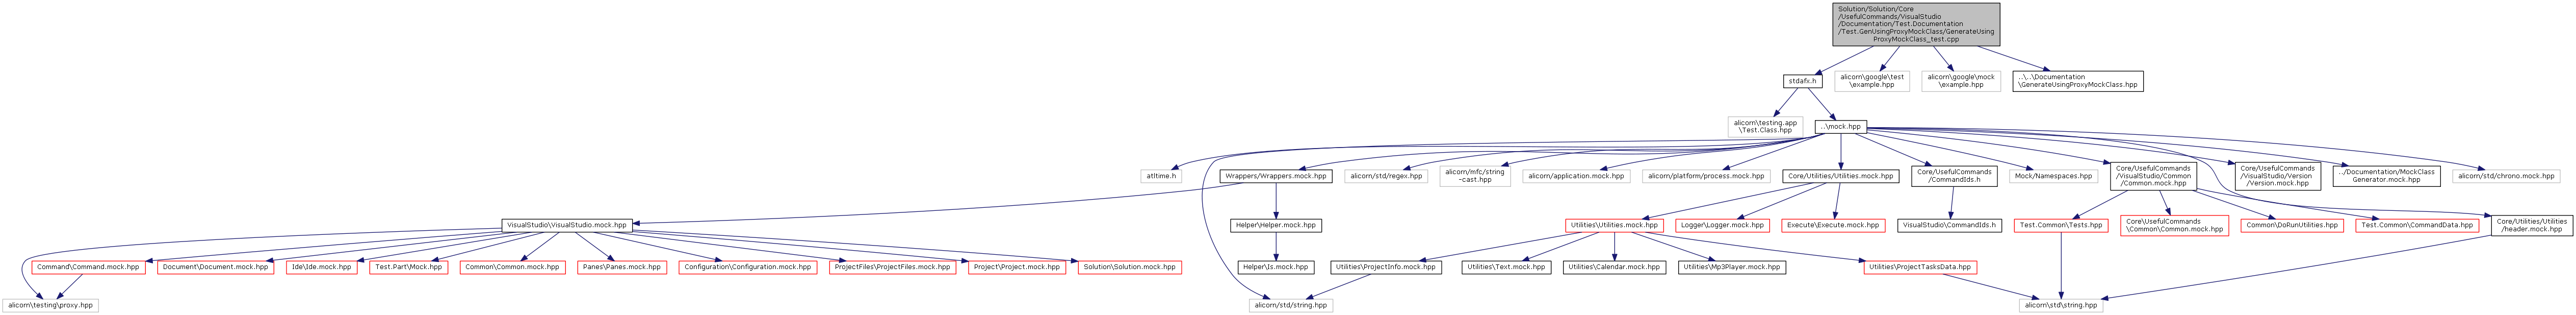 Solution/Solution/Core
/UsefulCommands/VisualStudio
/Documentation/Test.Documentation
/Test.GenUsingProxyMockClass/GenerateUsing
ProxyMockClass_test.cpp
stdafx.h
alicorn\google\test
\example.hpp
alicorn\google\mock
\example.hpp
..\..\Documentation
\GenerateUsingProxyMockClass.hpp
alicorn\testing.app
\Test.Class.hpp
..\mock.hpp
atltime.h
Wrappers/Wrappers.mock.hpp
alicorn/std/regex.hpp
alicorn/mfc/string
-cast.hpp
alicorn/application.mock.hpp
alicorn/platform/process.mock.hpp
Core/Utilities/Utilities.mock.hpp
Core/UsefulCommands
/CommandIds.h
Mock/Namespaces.hpp
Core/UsefulCommands
/VisualStudio/Common
/Common.mock.hpp
Core/UsefulCommands
/VisualStudio/Version
/Version.mock.hpp
../Documentation/MockClass
Generator.mock.hpp
alicorn/std/chrono.mock.hpp
VisualStudio\VisualStudio.mock.hpp
Helper\Helper.mock.hpp
Utilities\Utilities.mock.hpp
Logger\Logger.mock.hpp
Execute\Execute.mock.hpp
VisualStudio\CommandIds.h
Test.Common\Tests.hpp
Core\UsefulCommands
\Common\Common.mock.hpp
Common\DoRunUtilities.hpp
Test.Common\CommandData.hpp
Core/Utilities/Utilities
/header.mock.hpp
Command\Command.mock.hpp
Document\Document.mock.hpp
Ide\Ide.mock.hpp
Test.Part\Mock.hpp
Common\Common.mock.hpp
Panes\Panes.mock.hpp
Configuration\Configuration.mock.hpp
ProjectFiles\ProjectFiles.mock.hpp
Project\Project.mock.hpp
Solution\Solution.mock.hpp
Helper\Is.mock.hpp
Utilities\ProjectInfo.mock.hpp
Utilities\Text.mock.hpp
Utilities\Calendar.mock.hpp
Utilities\Mp3Player.mock.hpp
Utilities\ProjectTasksData.hpp
alicorn\testing\proxy.hpp
alicorn/std/string.hpp
alicorn\std\string.hpp